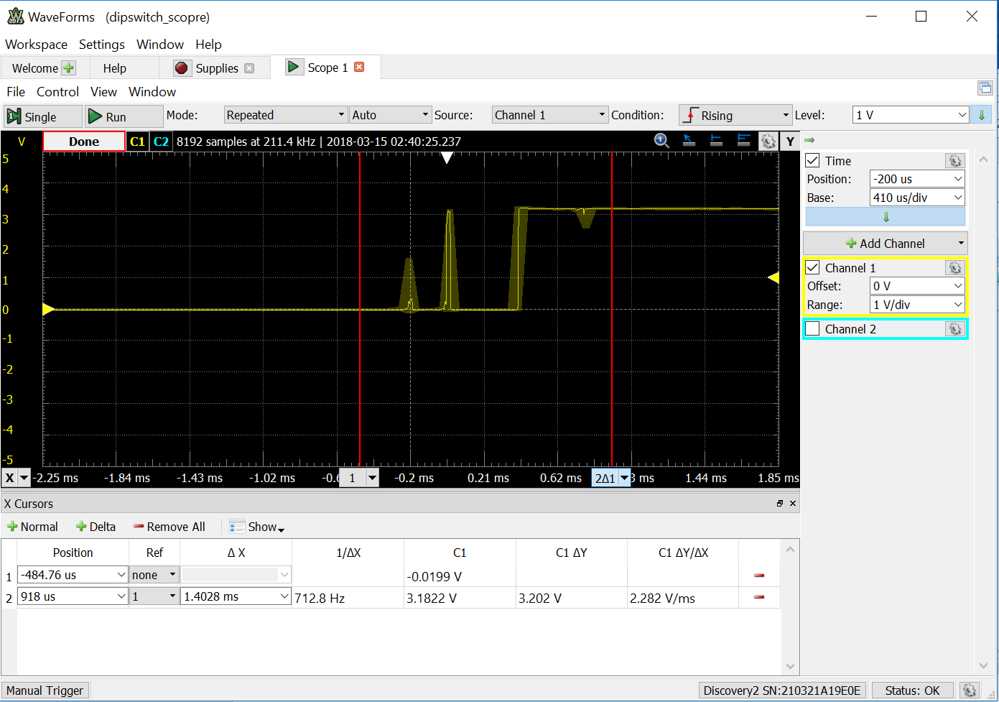 WaveForms (dipswitch_scopre)
Workspace Settings Window Help
Welcome Help Supplies Scope 1
File Control View Window
Single Run Mode: Repeated Auto Source: Channel 1 Condition: Rising Level: 1 V
V Done C1 C2 8192 samples at 211.4 kHz | 2018-03-15 02:40:25.237 Y
5
4
3
2
1
0
-1
-2
-3
-4
-5
X -2.25 ms -1.84 ms -1.43 ms -1.02 ms -0.6 1 -0.2 ms 0.21 ms 0.62 ms 2Δ1 3 ms 1.44 ms 1.85 ms
Time
Position: -200 us
Base: 410 us/div
Add Channel
Channel 1
Offset: 0 V
Range: 1 V/div
Channel 2
X Cursors
Normal Delta Remove All Show
Position Ref Δ X 1/ΔX C1 C1 ΔY C1 ΔY/ΔX
1 -484.76 us none -0.0199 V
2 918 us 1 1.4028 ms 712.8 Hz 3.1822 V 3.202 V 2.282 V/ms
Manual Trigger Discovery2 SN:210321A19E0E Status: OK